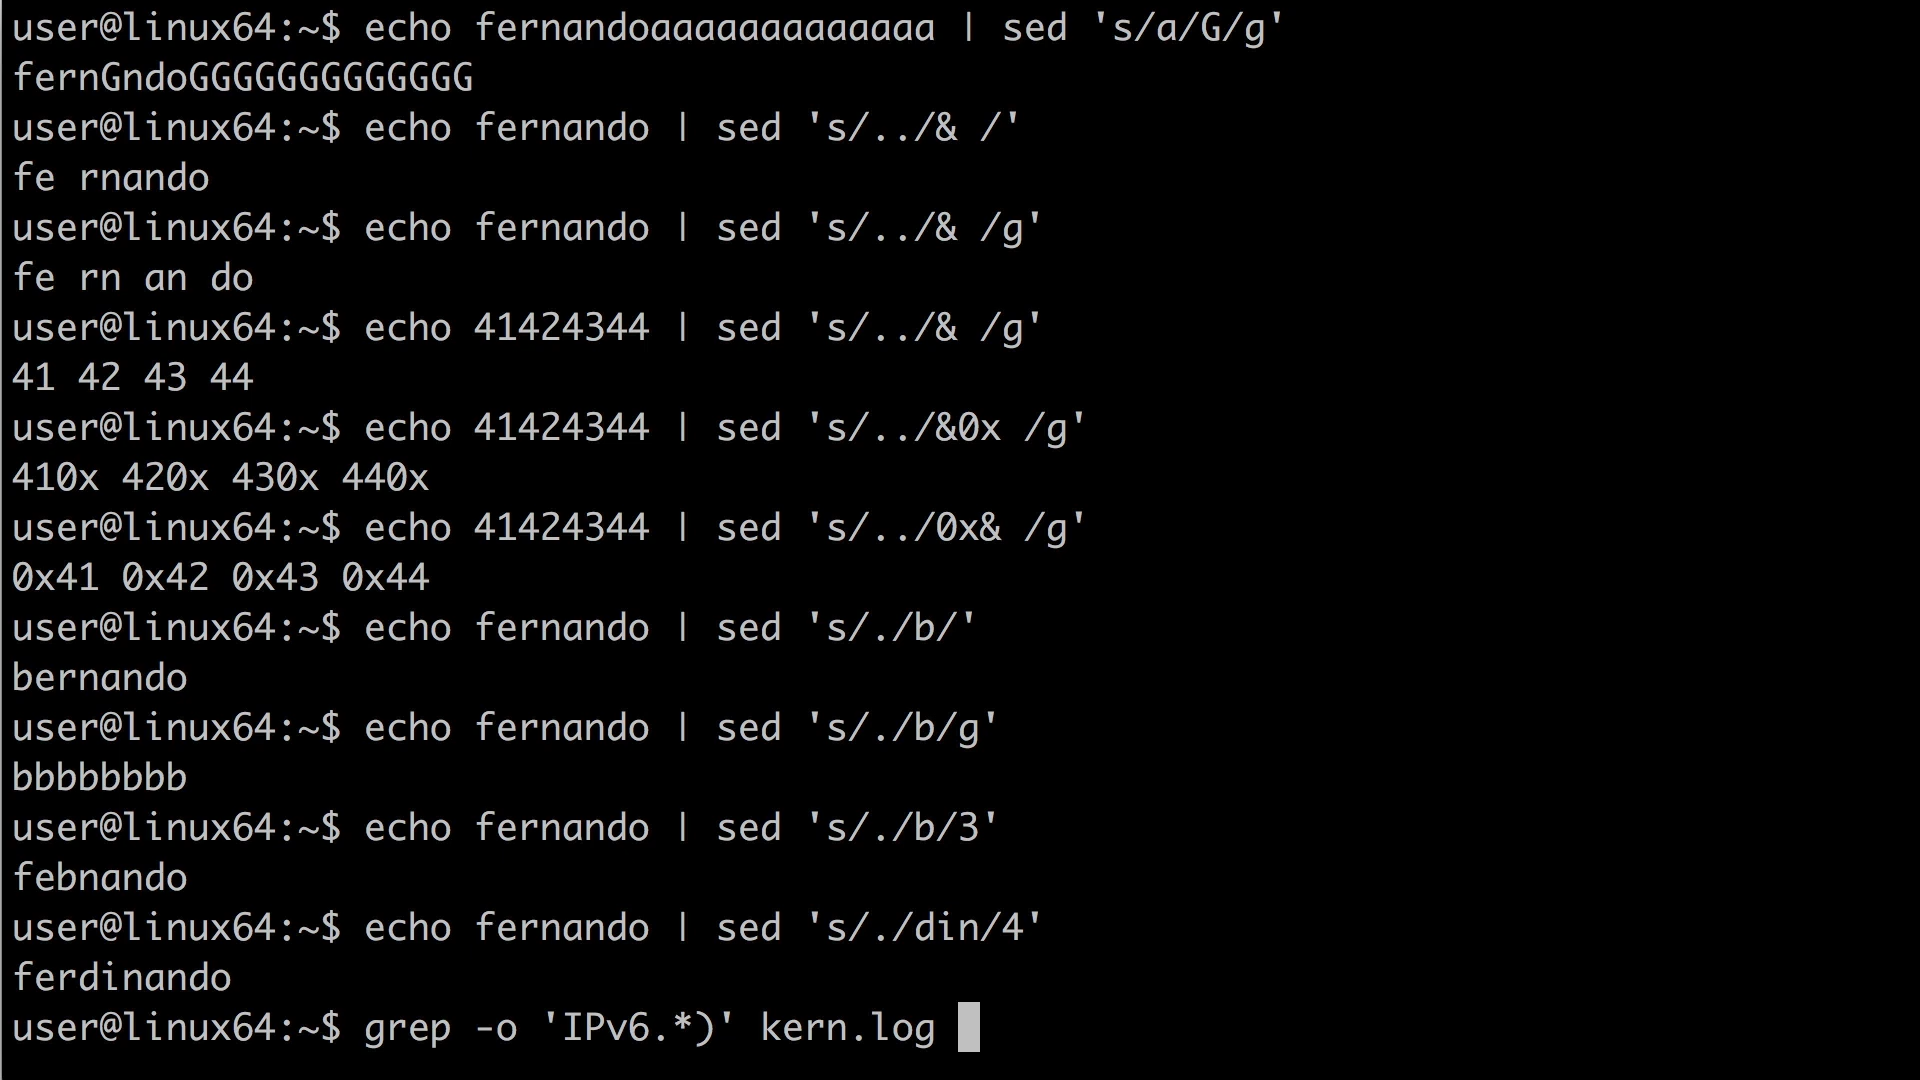 user@linux64:~$ echo fernandoaaaaaaaaaaaaa | sed 's/a/G/g'
fernGndoGGGGGGGGGGGGG
user@linux64:~$ echo fernando | sed 's/../& /'
fe rnando
user@linux64:~$ echo fernando | sed 's/../& /g'
fe rn an do
user@linux64:~$ echo 41424344 | sed 's/../& /g'
41 42 43 44
user@linux64:~$ echo 41424344 | sed 's/../&0x /g'
410x 420x 430x 440x
user@linux64:~$ echo 41424344 | sed 's/../0x& /g'
0x41 0x42 0x43 0x44
user@linux64:~$ echo fernando | sed 's/./b/'
bernando
user@linux64:~$ echo fernando | sed 's/./b/g'
bbbbbbbb
user@linux64:~$ echo fernando | sed 's/./b/3'
febnando
user@linux64:~$ echo fernando | sed 's/./din/4'
ferdinando
user@linux64:~$ grep -o 'IPv6.*)' kern.log